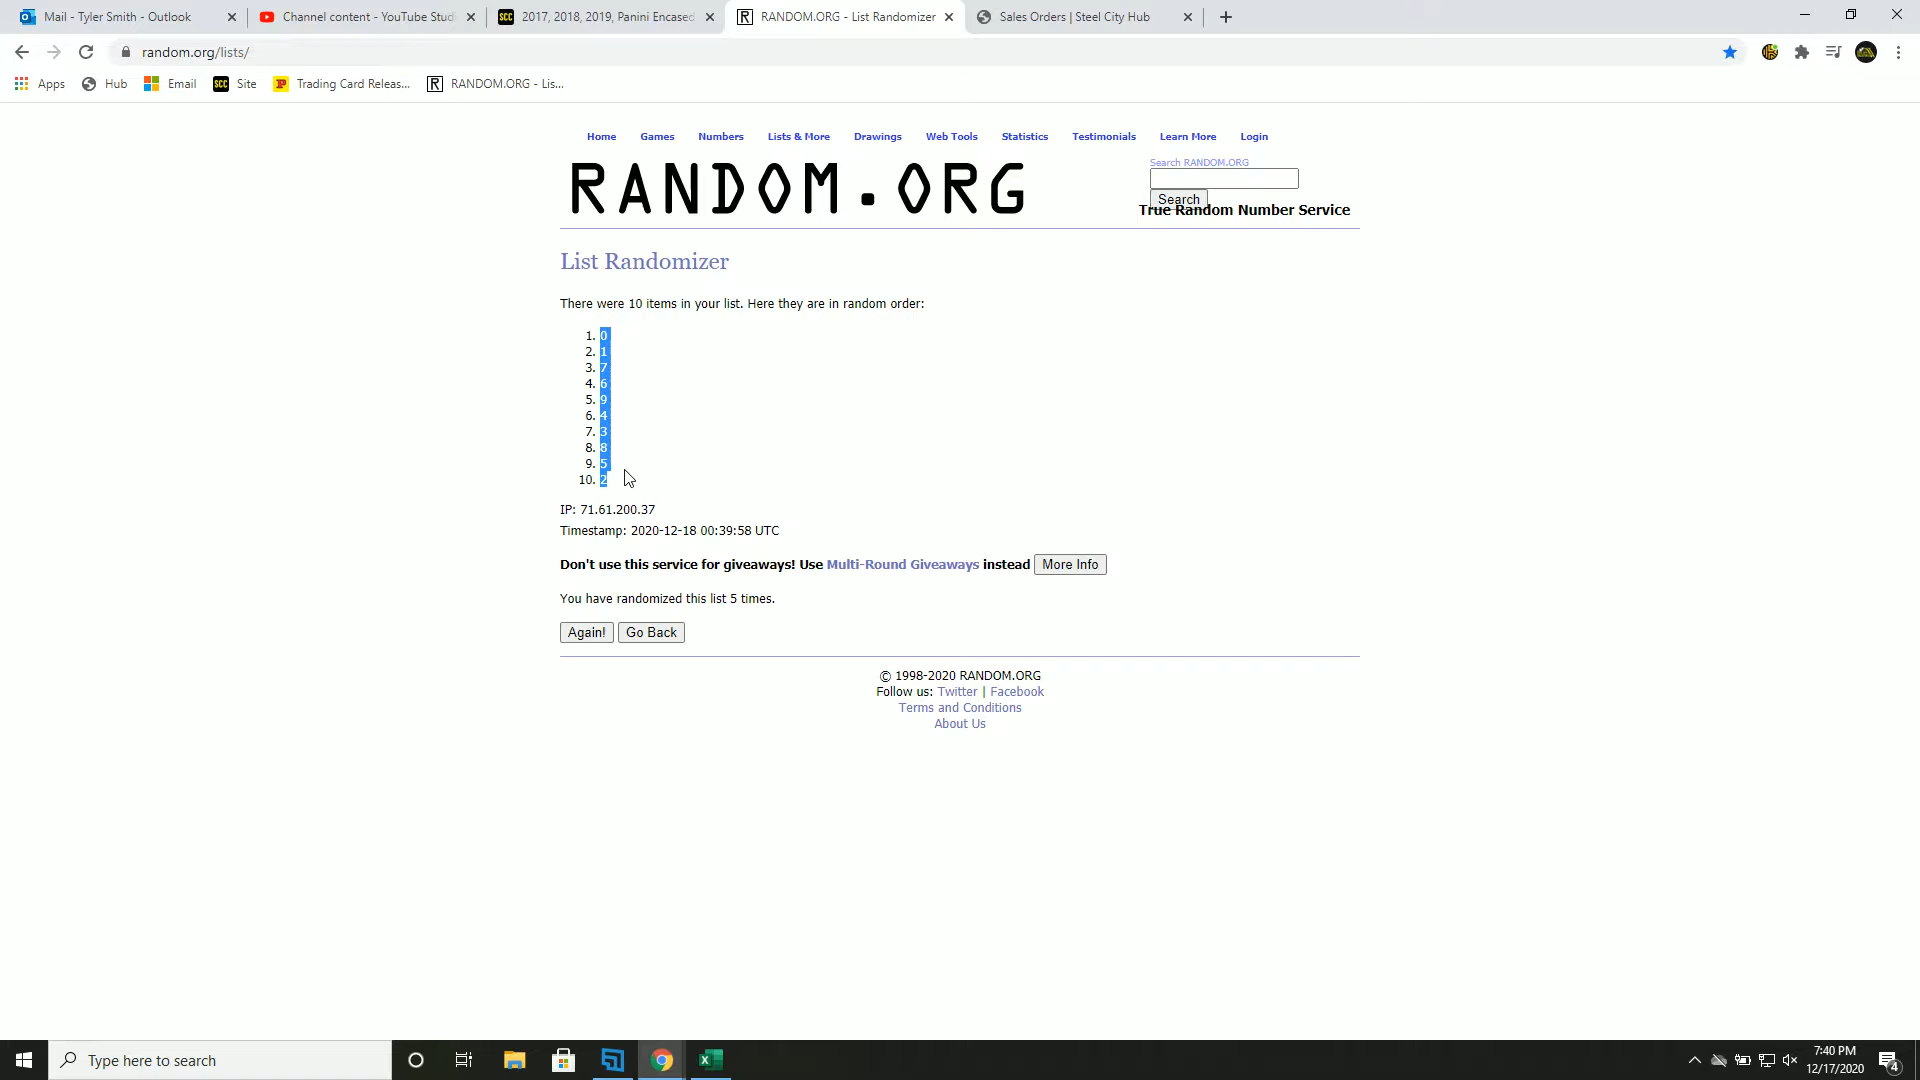 Mail - Tyler Smith - Outlook
Channel content - YouTube Stud
SCC 2017, 2018, 2019, Panini Encased
R RANDOM.ORG - List Randomizer
Sales Orders | Steel City Hub
random.org/lists/
Apps
Hub
Email
SCC Site
Trading Card Releas...
R RANDOM.ORG - Lis...
Home Games Numbers Lists & More Drawings Web Tools Statistics Testimonials Learn More Login
RANDOM.ORG
Search RANDOM.ORG
Search
True Random Number Service
List Randomizer
There were 10 items in your list. Here they are in random order:
1. 0
2. 1
3. 7
4. 6
5. 9
6. 4
7. 3
8. 8
9. 5
10. 2
IP: 71.61.200.37
Timestamp: 2020-12-18 00:39:58 UTC
Don't use this service for giveaways! Use Multi-Round Giveaways instead More Info
You have randomized this list 5 times.
Again! Go Back
© 1998-2020 RANDOM.ORG
Follow us: Twitter | Facebook
Terms and Conditions
About Us
Type here to search
7:40 PM
12/17/2020
4